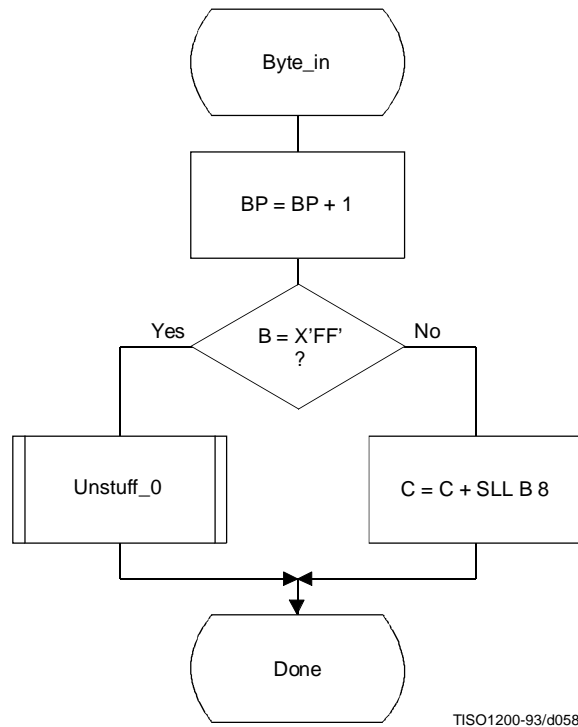 Byte_in
BP = BP + 1
Yes
B = X’FF’
?
No
Unstuff_0
C = C + SLL B 8
Done
TISO1200-93/d058